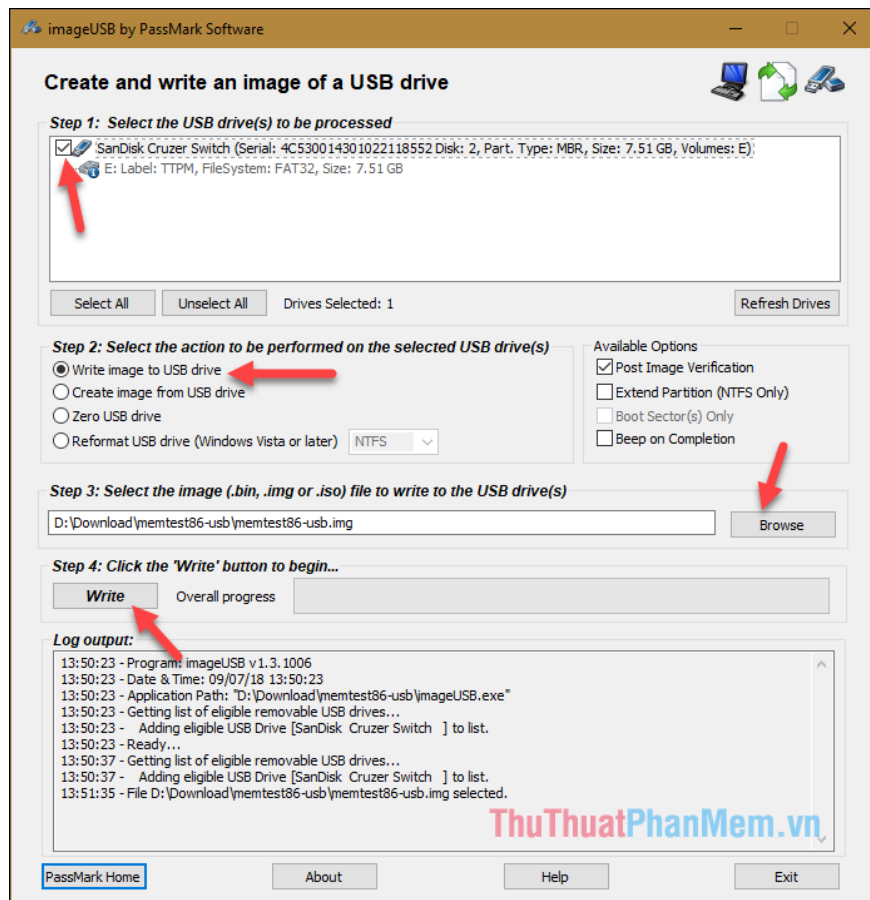 imageUSB by PassMark Software
Create and write an image of a USB drive
Step 1: Select the USB drive(s) to be processed
SanDisk Cruzer Switch (Serial: 4C530014301022118552 Disk: 2, Part. Type: MBR, Size: 7.51 GB, Volumes: E)
E: Label: TTPM, FileSystem: FAT32, Size: 7.51 GB
Select All Unselect All Drives Selected: 1 Refresh Drives
Step 2: Select the action to be performed on the selected USB drive(s)
Write image to USB drive
Create image from USB drive
Zero USB drive
Reformat USB drive (Windows Vista or later) NTFS
Available Options
Post Image Verification
Extend Partition (NTFS Only)
Boot Sector(s) Only
Beep on Completion
Step 3: Select the image (.bin, .img or .iso) file to write to the USB drive(s)
D:\Download\memtest86-usb\memtest86-usb.img Browse
Step 4: Click the 'Write' button to begin...
Write Overall progress
Log output:
13:50:23 - Program: imageUSB v1.3.1006
13:50:23 - Date & Time: 09/07/18 13:50:23
13:50:23 - Application Path: "D:\Download\memtest86-usb\imageUSB.exe"
13:50:23 - Getting list of eligible removable USB drives...
13:50:23 - Adding eligible USB Drive [SanDisk Cruzer Switch ] to list.
13:50:23 - Ready...
13:50:37 - Getting list of eligible removable USB drives...
13:50:37 - Adding eligible USB Drive [SanDisk Cruzer Switch ] to list.
13:51:35 - File D:\Download\memtest86-usb\memtest86-usb.img selected.
ThuThuatPhanMem.vn
PassMark Home About Help Exit